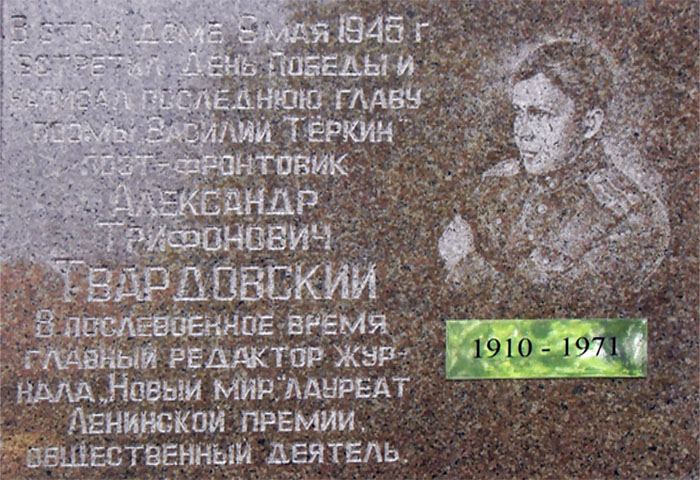 В этом доме 9 мая 1945 г.
встретил День Победы и
написал последнюю главу
поэмы „Василий Тёркин"
поэт-фронтовик
Александр
Трифонович
Твардовский
В послевоенное время
главный редактор жур-
нала „Новый мир," лауреат
Ленинской премии,
общественный деятель.
1910 - 1971